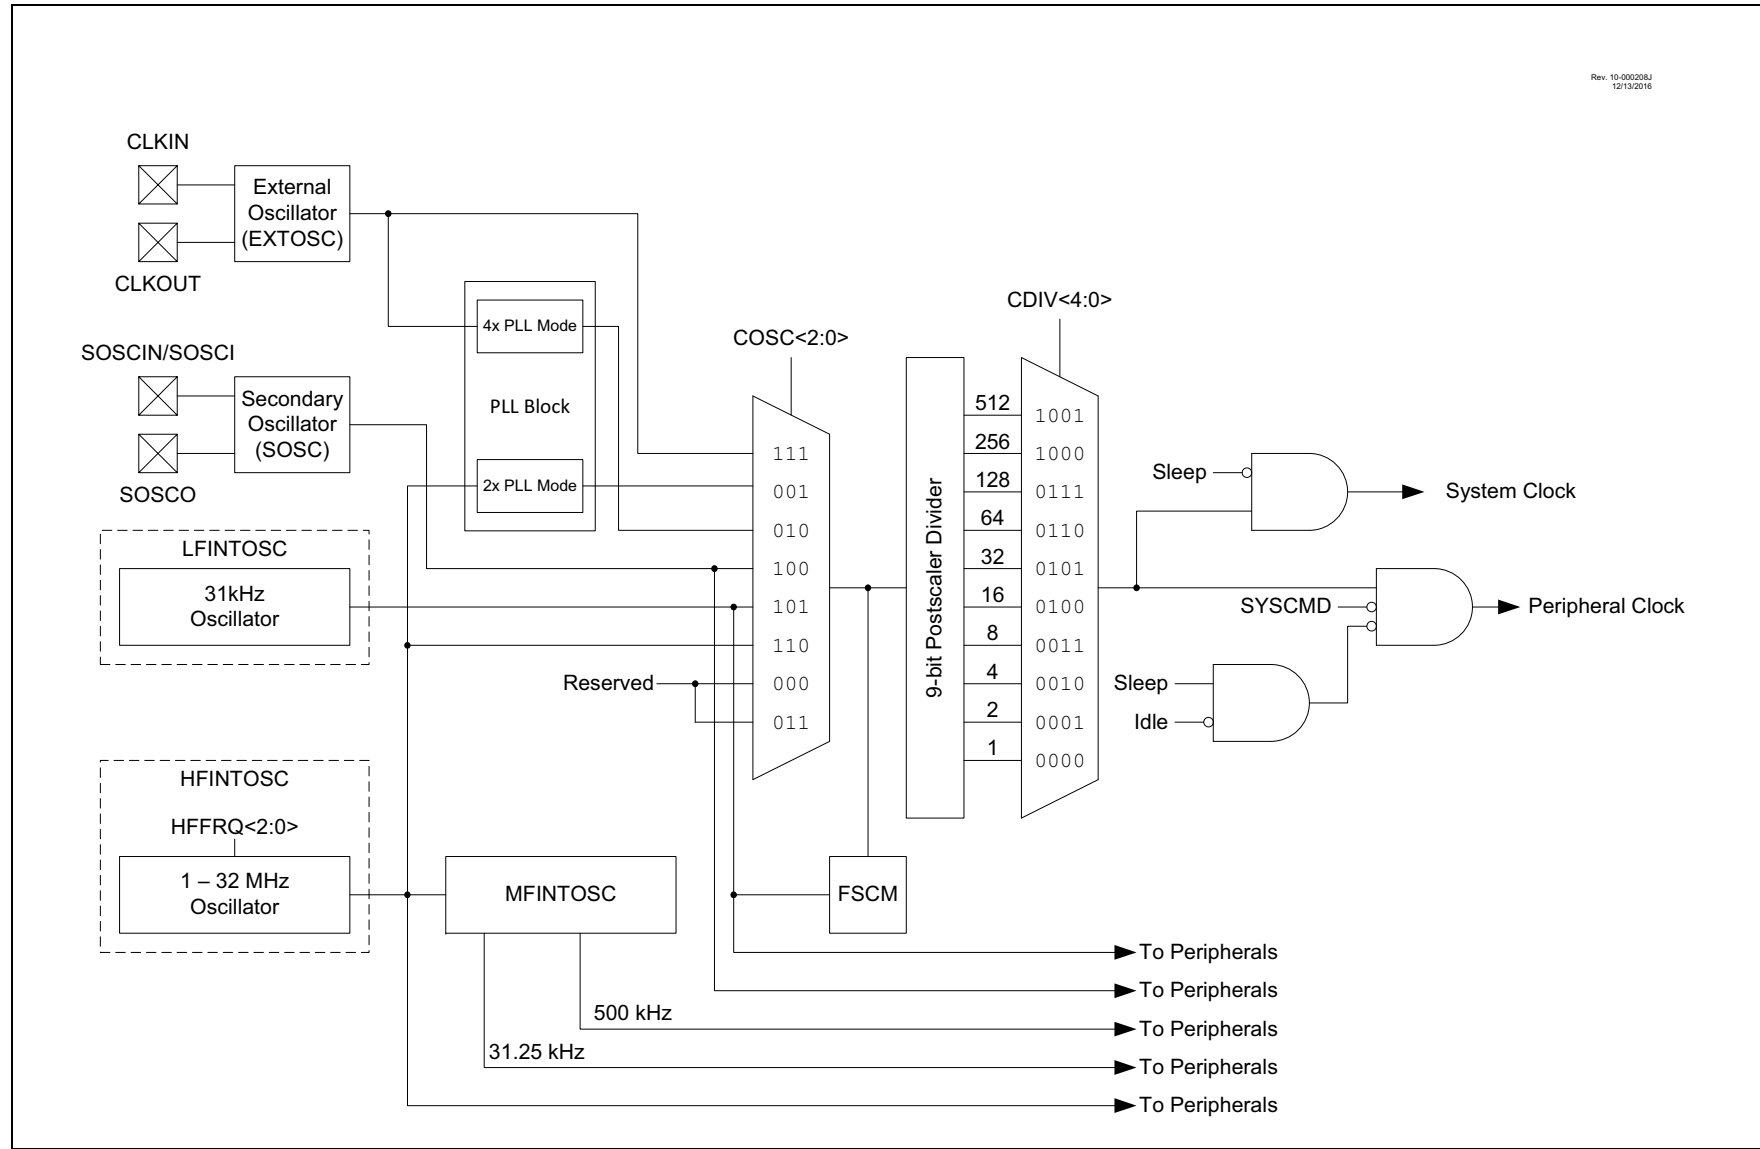 Rev. 10-000208J
12/13/2016
CLKIN
External
Oscillator
(EXTOSC)
CLKOUT
SOSCIN/SOSCI
Secondary
Oscillator
(SOSC)
SOSCO
LFINTOSC
31kHz
Oscillator
HFINTOSC
HFFRQ<2:0>
1 – 32 MHz
Oscillator
4x PLL Mode
PLL Block
2x PLL Mode
Reserved
MFINTOSC
500 kHz
31.25 kHz
COSC<2:0>
111
001
010
100
101
110
000
011
FSCM
9-bit Postscaler Divider
CDIV<4:0>
512 1001
256 1000
128 0111
64 0110
32 0101
16 0100
8 0011
4 0010
2 0001
1 0000
Sleep
System Clock
SYSCMD
Peripheral Clock
Sleep
Idle
To Peripherals
To Peripherals
To Peripherals
To Peripherals
To Peripherals